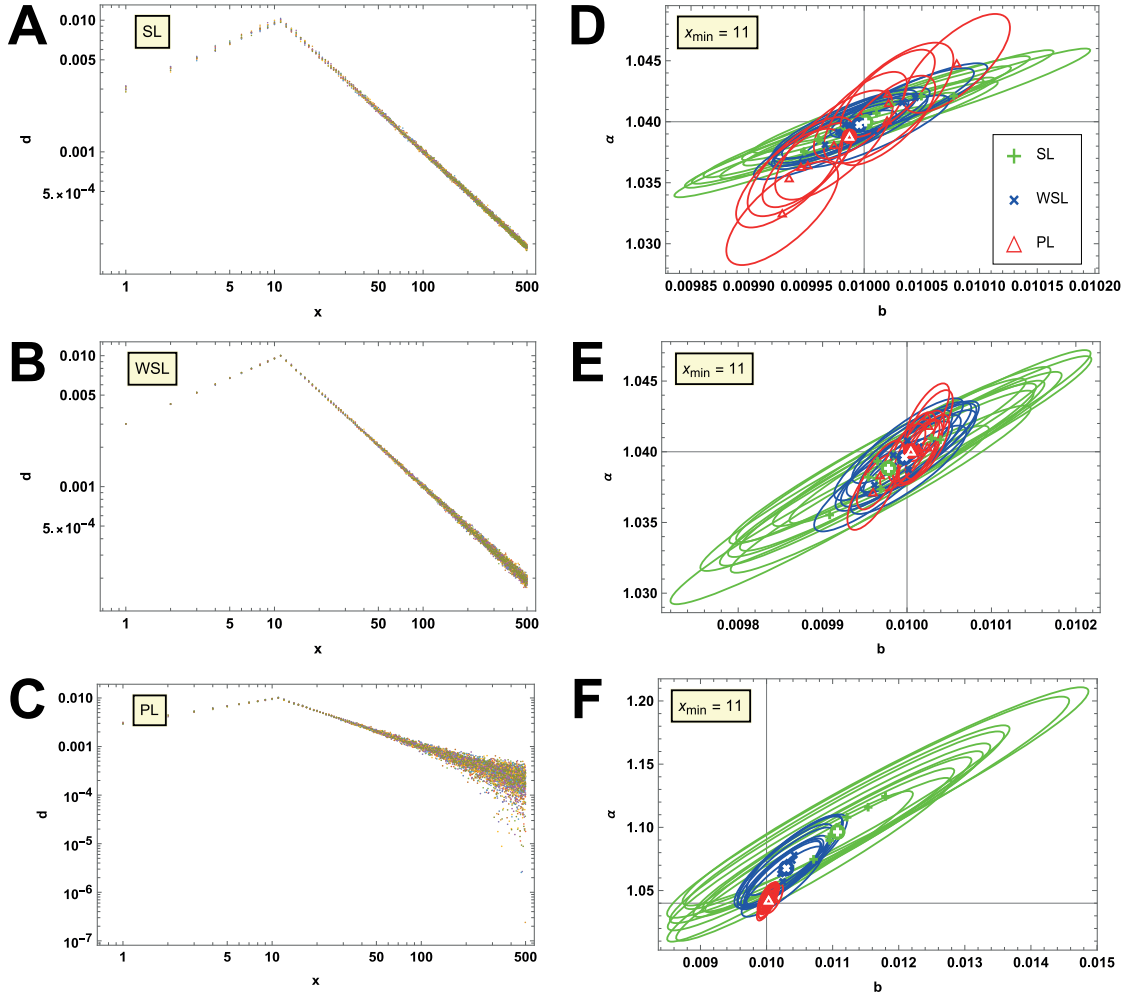 A
SL
0.010
0.005
0.001
5.×10⁻⁴
d
1
5
10
50
100
500
x
D
xmin = 11
1.045
1.040
1.035
1.030
α
SL
WSL
PL
0.00985
0.00990
0.00995
0.01000
0.01005
0.01010
0.01015
0.01020
b
B
WSL
0.010
0.005
0.001
5.×10⁻⁴
d
1
5
10
50
100
500
x
E
xmin = 11
1.045
1.040
1.035
1.030
α
0.0098
0.0099
0.0100
0.0101
0.0102
b
C
PL
0.010
0.001
10⁻⁴
10⁻⁵
10⁻⁶
10⁻⁷
d
1
5
10
50
100
500
x
F
xmin = 11
1.20
1.15
1.10
1.05
α
0.009
0.010
0.011
0.012
0.013
0.014
0.015
b